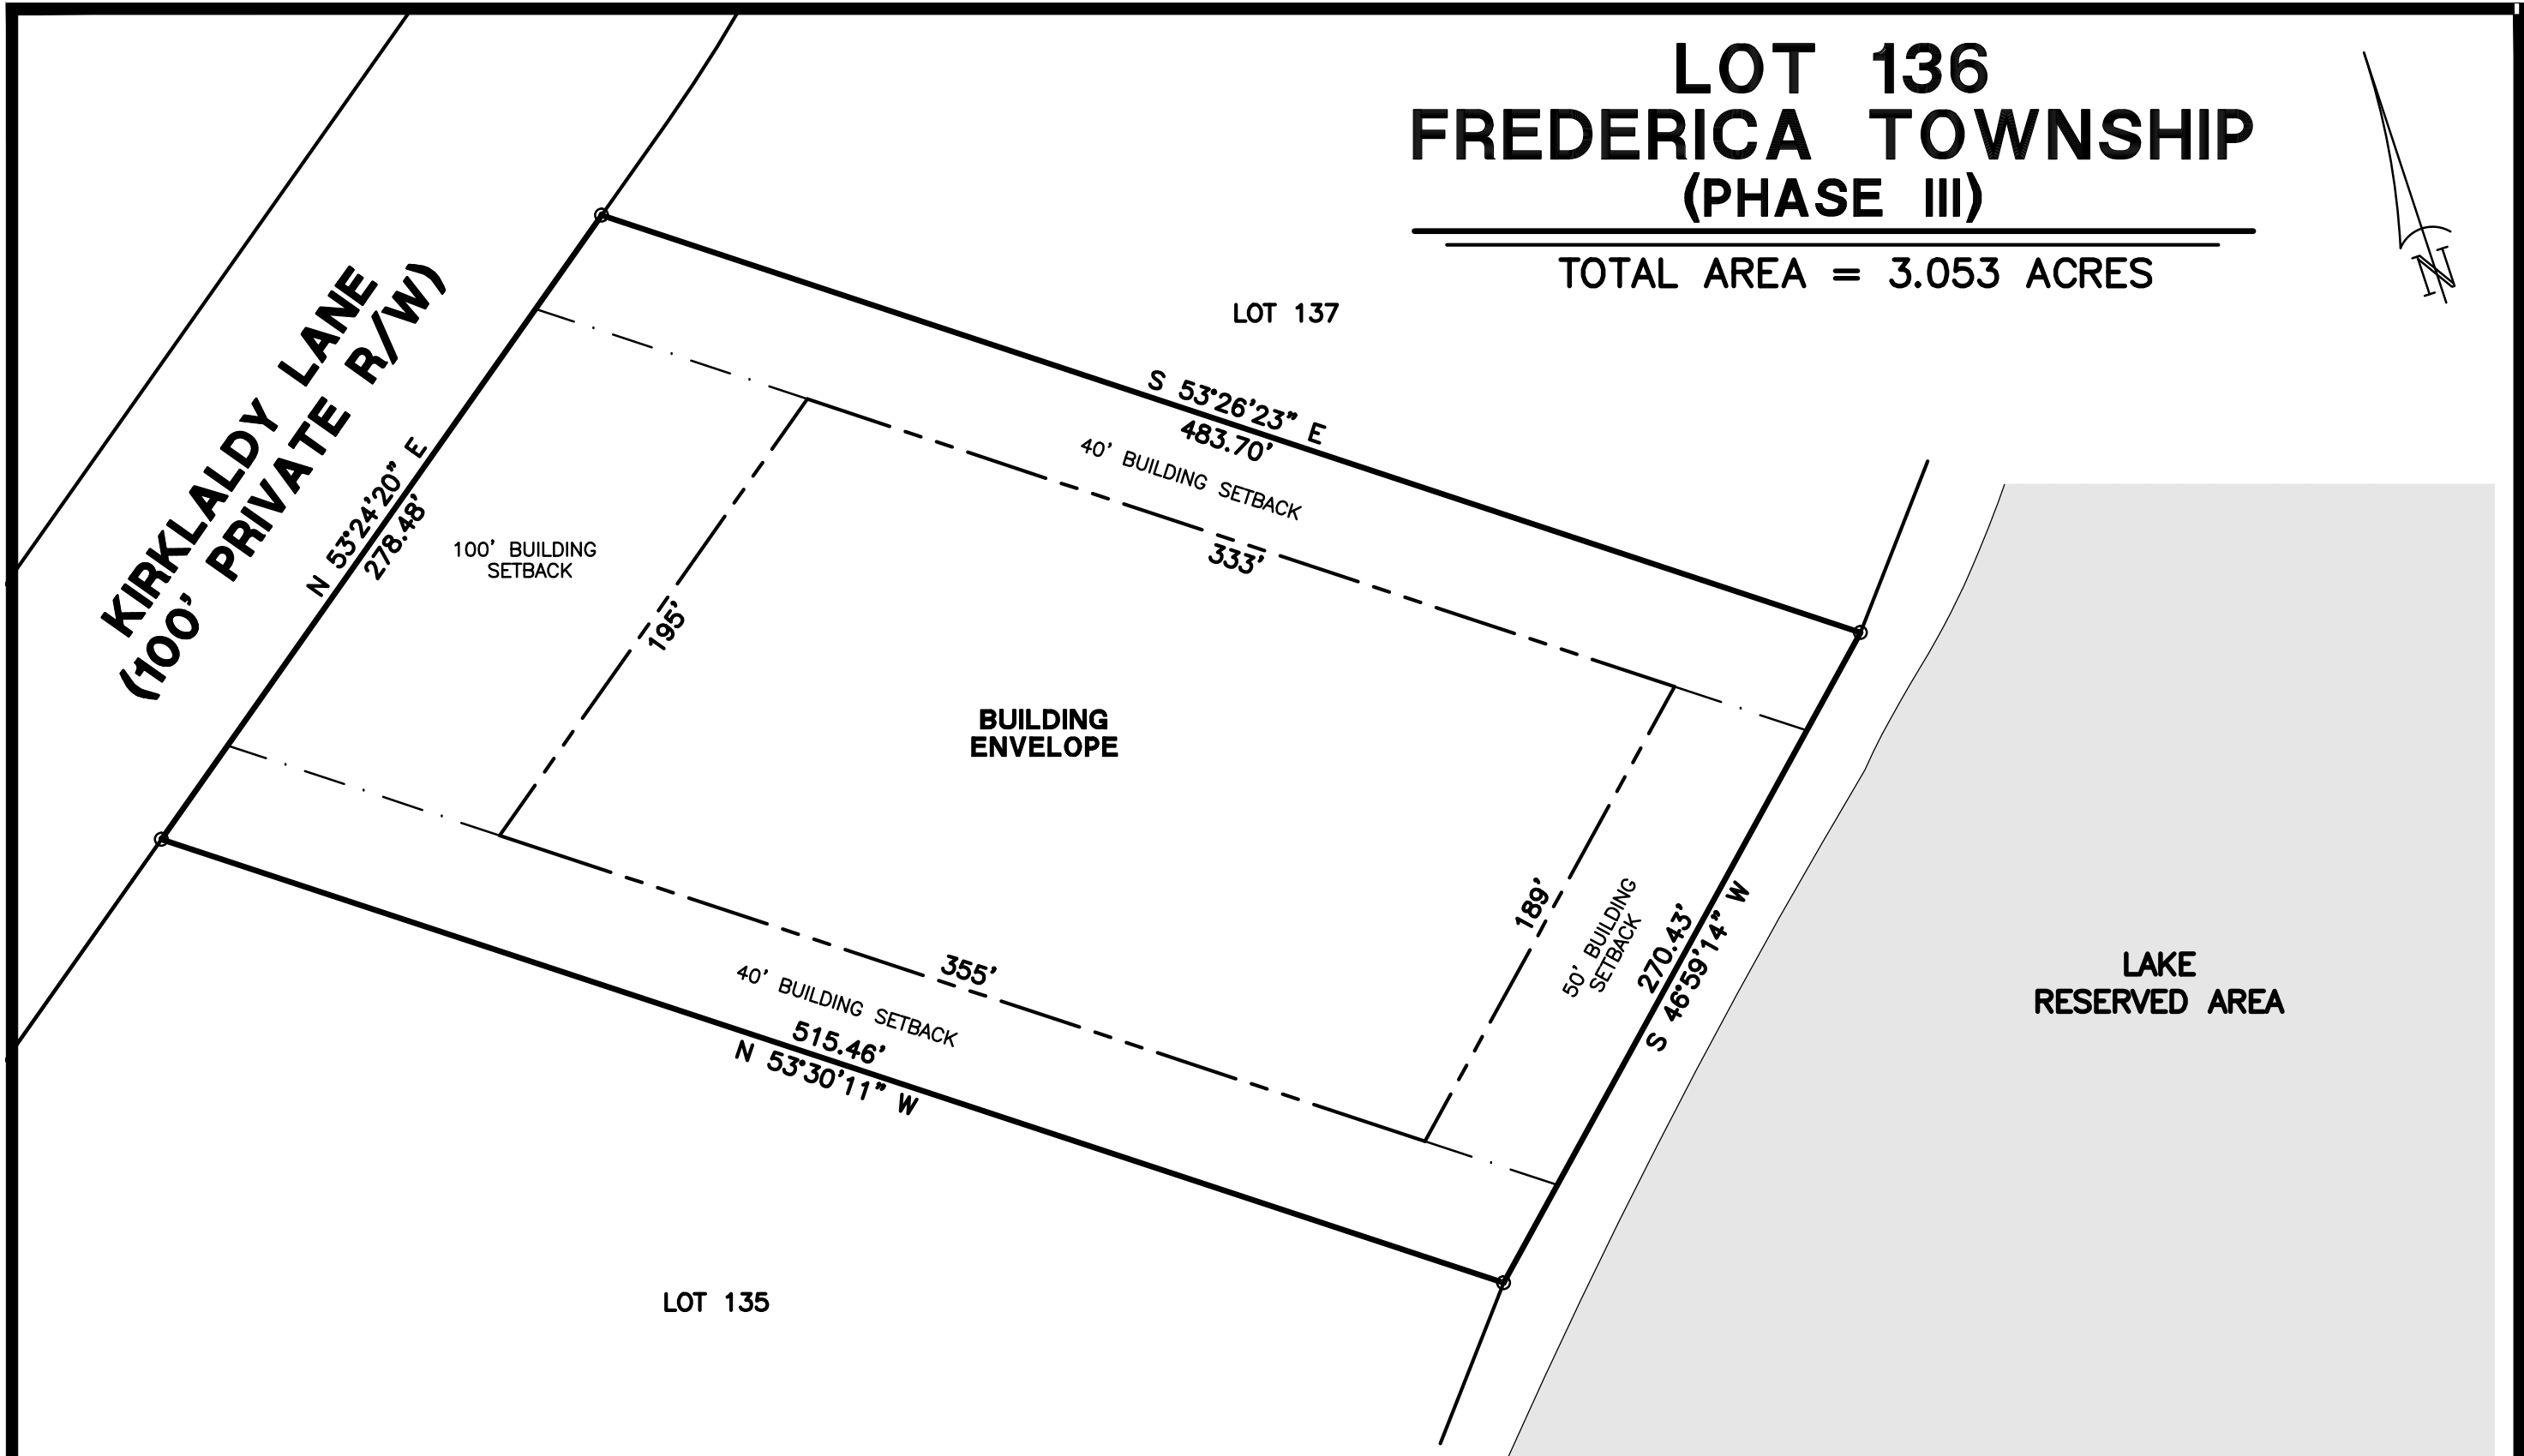 LOT 136
FREDERICA TOWNSHIP
(PHASE III)
TOTAL AREA = 3.053 ACRES
N
LOT 137
KIRKLALDY LANE
(100' PRIVATE R/W)
N 53°24'20" E
278.48'
S 53°26'23" E
483.70'
40' BUILDING SETBACK
333'
100' BUILDING
SETBACK
195'
BUILDING
ENVELOPE
189'
50' BUILDING
SETBACK
270.43'
S 46°59'14" W
355'
40' BUILDING SETBACK
515.46'
N 53°30'11" W
LAKE
RESERVED AREA
LOT 135